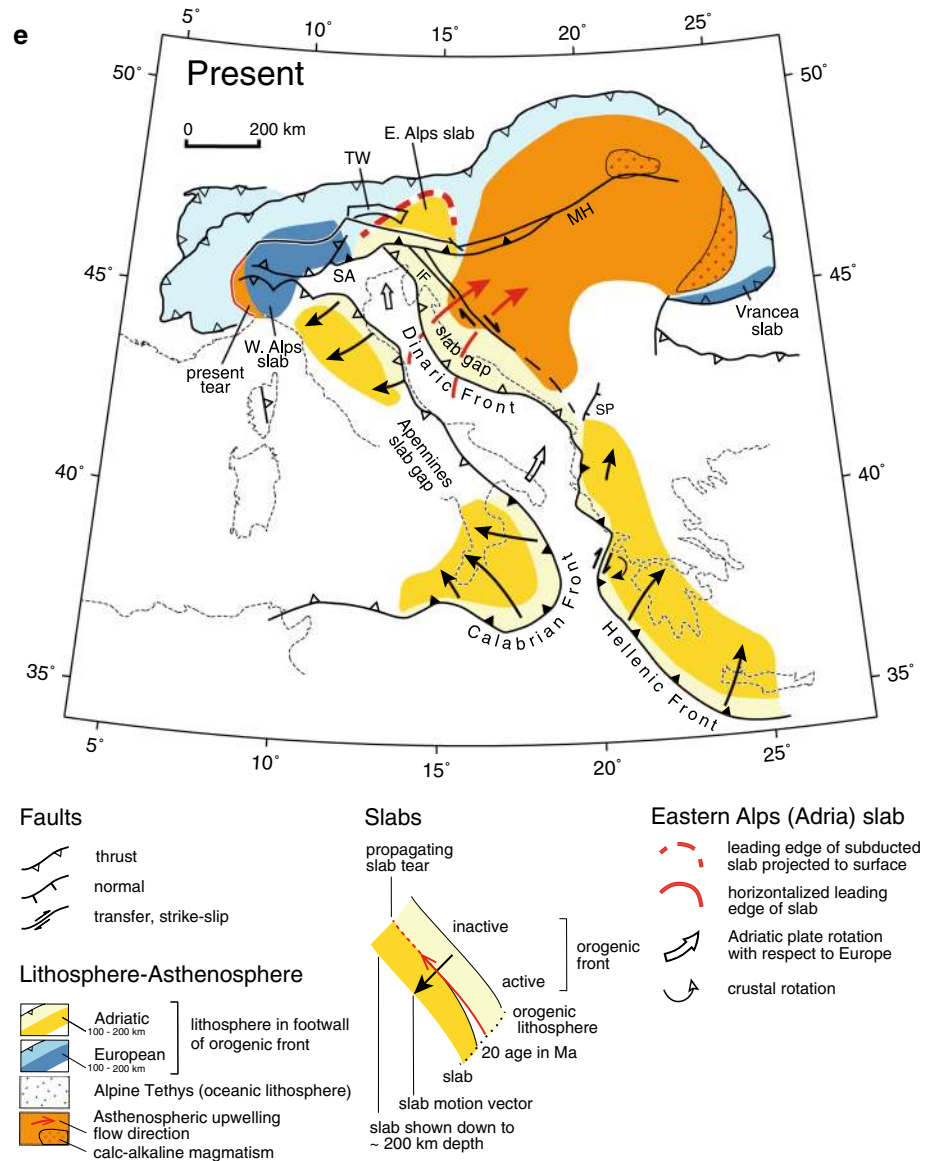 e
5°
10°
15°
20°
25°
50°
50°
Present
0
200 km
E. Alps slab
TW
MH
45°
45°
SA
IF
Vrancea
slab
W. Alps
slab
present
tear
slab gap
Dinaric Front
SP
Apennines
slab gap
40°
40°
Calabrian Front
Hellenic Front
35°
35°
5°
10°
15°
20°
25°
Faults
thrust
normal
transfer, strike-slip
Lithosphere-Asthenosphere
Adriatic
100 - 200 km
European
100 - 200 km
lithosphere in footwall
of orogenic front
Alpine Tethys (oceanic lithosphere)
Asthenospheric upwelling
flow direction
calc-alkaline magmatism
Slabs
propagating
slab tear
inactive
active
orogenic
front
orogenic
lithosphere
20 age in Ma
slab
slab motion vector
slab shown down to
~ 200 km depth
Eastern Alps (Adria) slab
leading edge of subducted
slab projected to surface
horizontalized leading
edge of slab
Adriatic plate rotation
with respect to Europe
crustal rotation